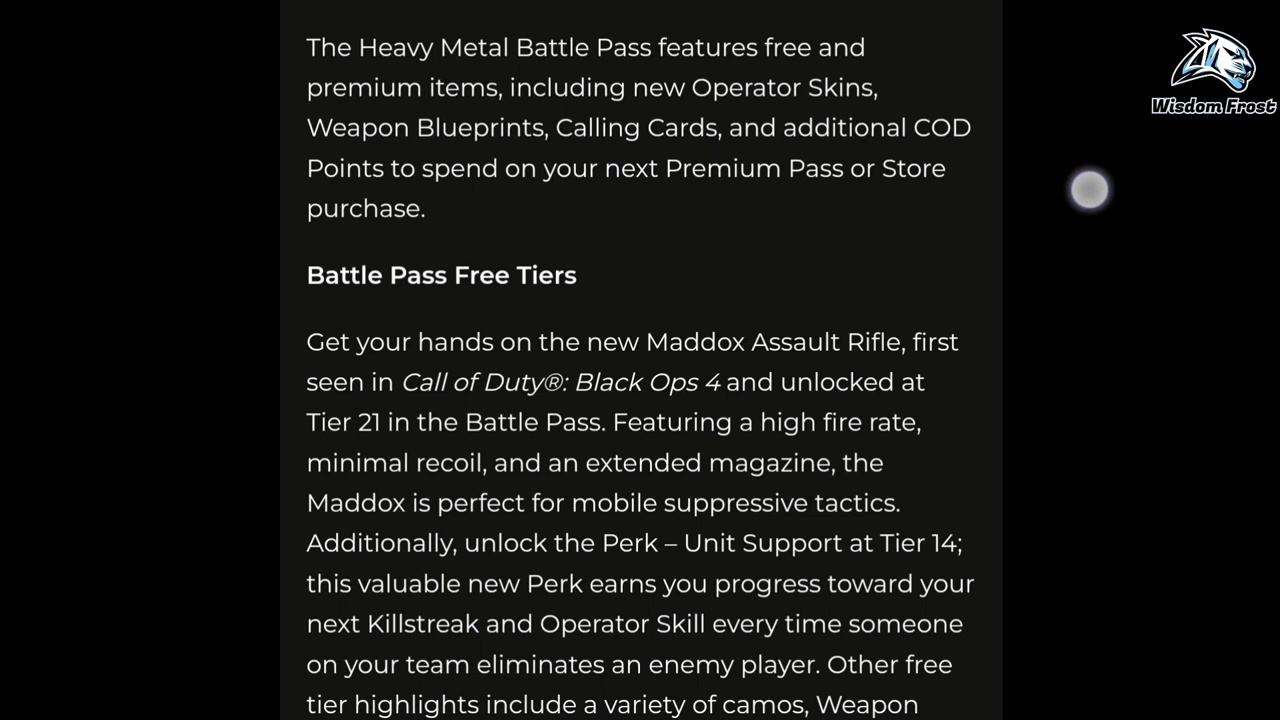 The Heavy Metal Battle Pass features free and
premium items, including new Operator Skins,
Weapon Blueprints, Calling Cards, and additional COD
Points to spend on your next Premium Pass or Store
purchase.
Battle Pass Free Tiers
Get your hands on the new Maddox Assault Rifle, first
seen in Call of Duty®: Black Ops 4 and unlocked at
Tier 21 in the Battle Pass. Featuring a high fire rate,
minimal recoil, and an extended magazine, the
Maddox is perfect for mobile suppressive tactics.
Additionally, unlock the Perk – Unit Support at Tier 14;
this valuable new Perk earns you progress toward your
next Killstreak and Operator Skill every time someone
on your team eliminates an enemy player. Other free
tier highlights include a variety of camos, Weapon
Wisdom Frost